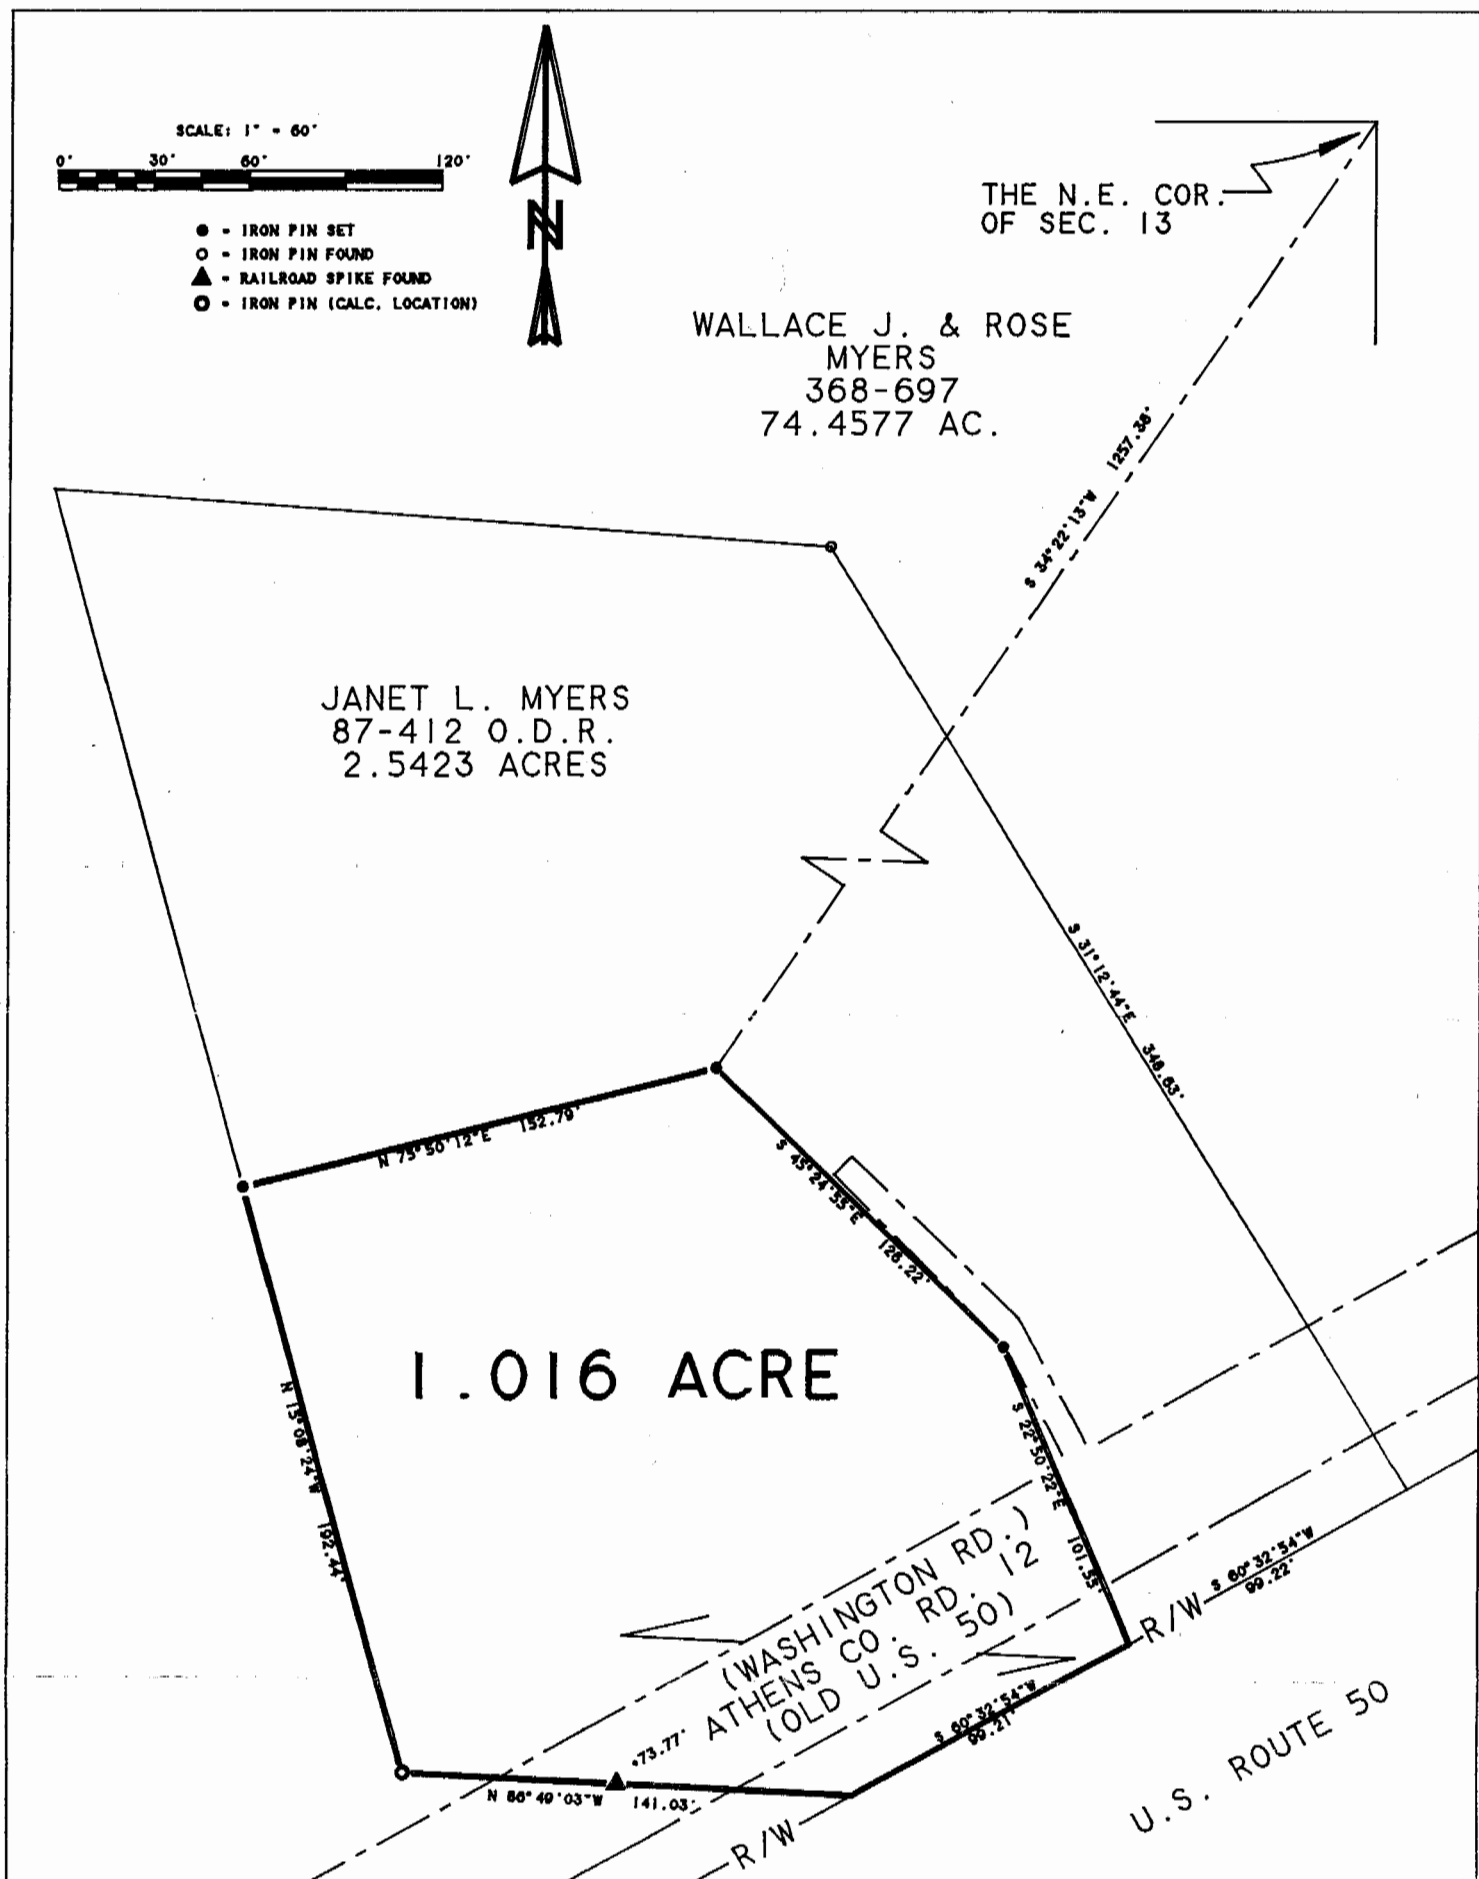 SCALE: 1" = 60'
0' 30' 60' 120'
● - IRON PIN SET
○ - IRON PIN FOUND
▲ - RAILROAD SPIKE FOUND
○ - IRON PIN (CALC. LOCATION)
N
THE N.E. COR.
OF SEC. 13
WALLACE J. & ROSE
MYERS
368-697
74.4577 AC.
S 34°22'13"W 1257.38'
JANET L. MYERS
87-412 O.D.R.
2.5423 ACRES
S 31°12'44"E 348.63'
N 75°50'12"E 152.79'
S 45°24'55"E 128.22'
1.016 ACRE
N 15°08'24"W 192.44'
S 22°50'22"E 101.55'
(WASHINGTON RD.)
ATHENS CO. RD. 12
(OLD U.S. 50)
R/W S 60°32'54"W
99.22'
+73.77'
S 60°32'54"W
99.21'
N 86°49'03"W 141.03'
R/W
U.S. ROUTE 50